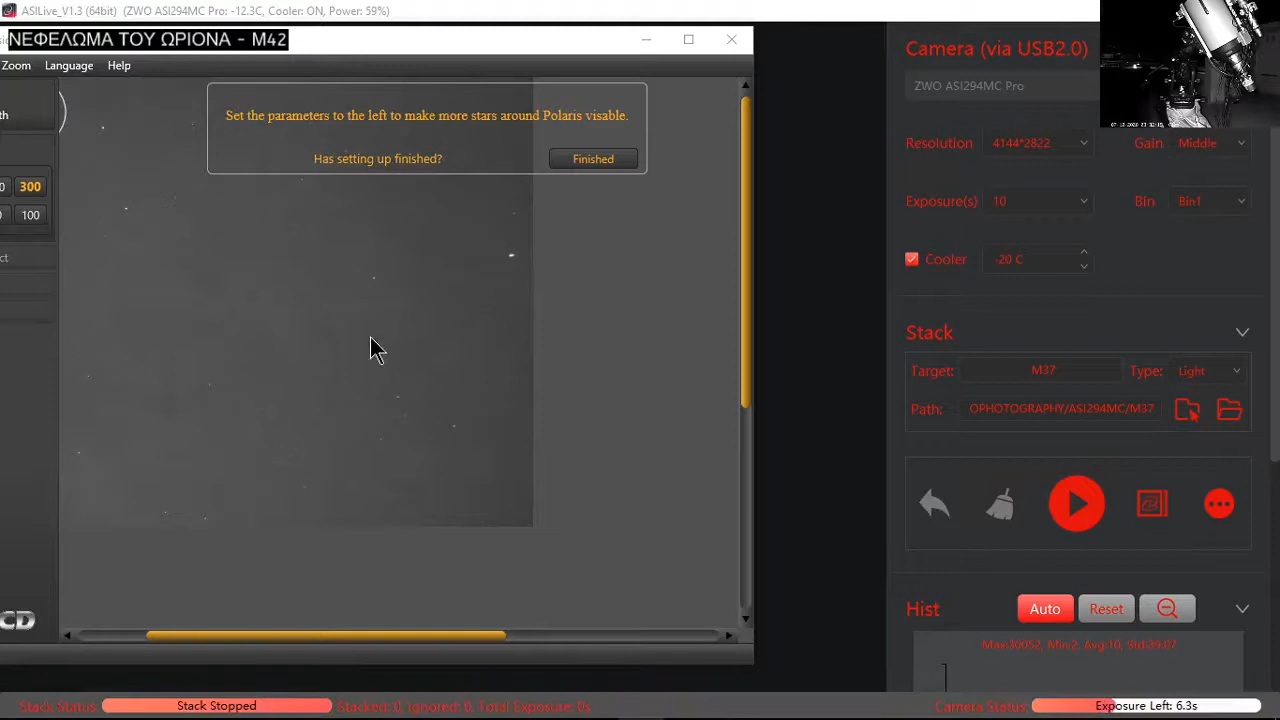 ASILive_V1.3 (64bit) (ZWO ASI294MC Pro: -12.3C, Cooler: ON, Power: 59%)
ΝΕΦΕΛΩΜΑ ΤΟΥ ΩΡΙΟΝΑ - M42
Zoom Language Help
Set the parameters to the left to make more stars around Polaris visable.
Has setting up finished? Finished
300
100
CD
Camera (via USB2.0)
ZWO ASI294MC Pro
Resolution 4144*2822 Gain Middle
Exposure(s) 10 Bin Bin1
Cooler -20 C
Stack
Target: M37 Type: Light
Path: OPHOTOGRAPHY/ASI294MC/M37
Hist Auto Reset
Max:30052, Min:2, Avg:10, Std:39.07
Stack Status: Stack Stopped Stacked: 0, Ignored: 0, Total Exposure: 0s Camera Status: Exposure Left: 6.3s